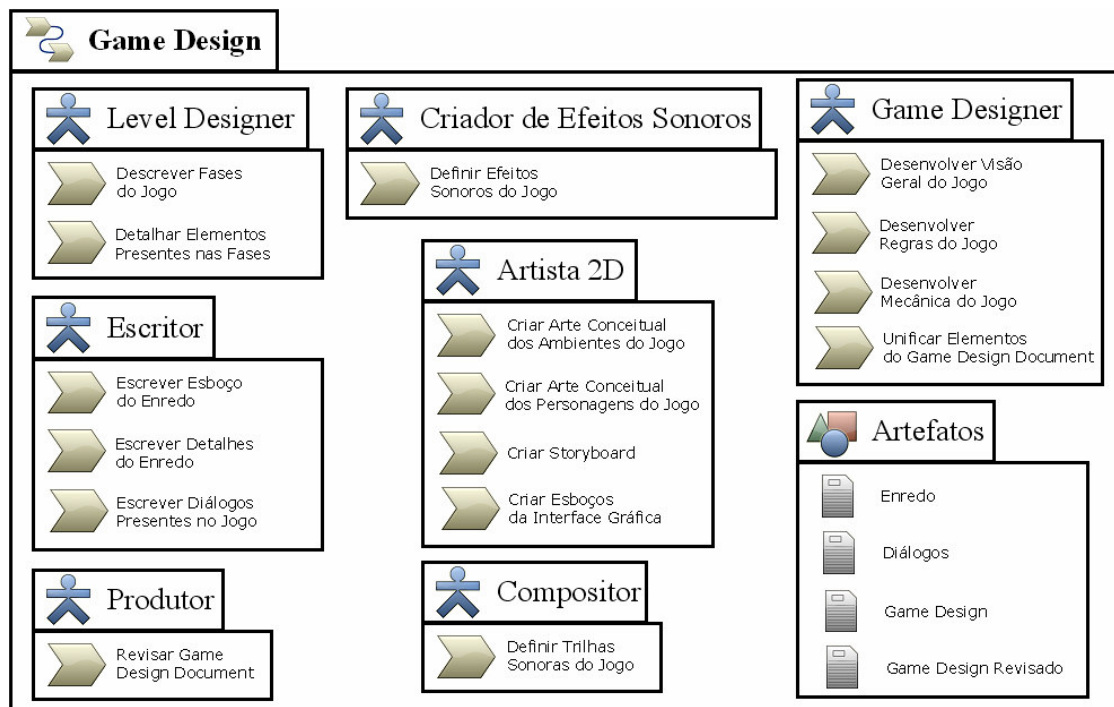 Game Design
Level Designer
Descrever Fases
do Jogo
Detalhar Elementos
Presentes nas Fases
Escritor
Escrever Esboço
do Enredo
Escrever Detalhes
do Enredo
Escrever Diálogos
Presentes no Jogo
Produtor
Revisar Game
Design Document
Criador de Efeitos Sonoros
Definir Efeitos
Sonoros do Jogo
Artista 2D
Criar Arte Conceitual
dos Ambientes do Jogo
Criar Arte Conceitual
dos Personagens do Jogo
Criar Storyboard
Criar Esboços
da Interface Gráfica
Compositor
Definir Trilhas
Sonoras do Jogo
Game Designer
Desenvolver Visão
Geral do Jogo
Desenvolver
Regras do Jogo
Desenvolver
Mecânica do Jogo
Unificar Elementos
do Game Design Document
Artefatos
Enredo
Diálogos
Game Design
Game Design Revisado